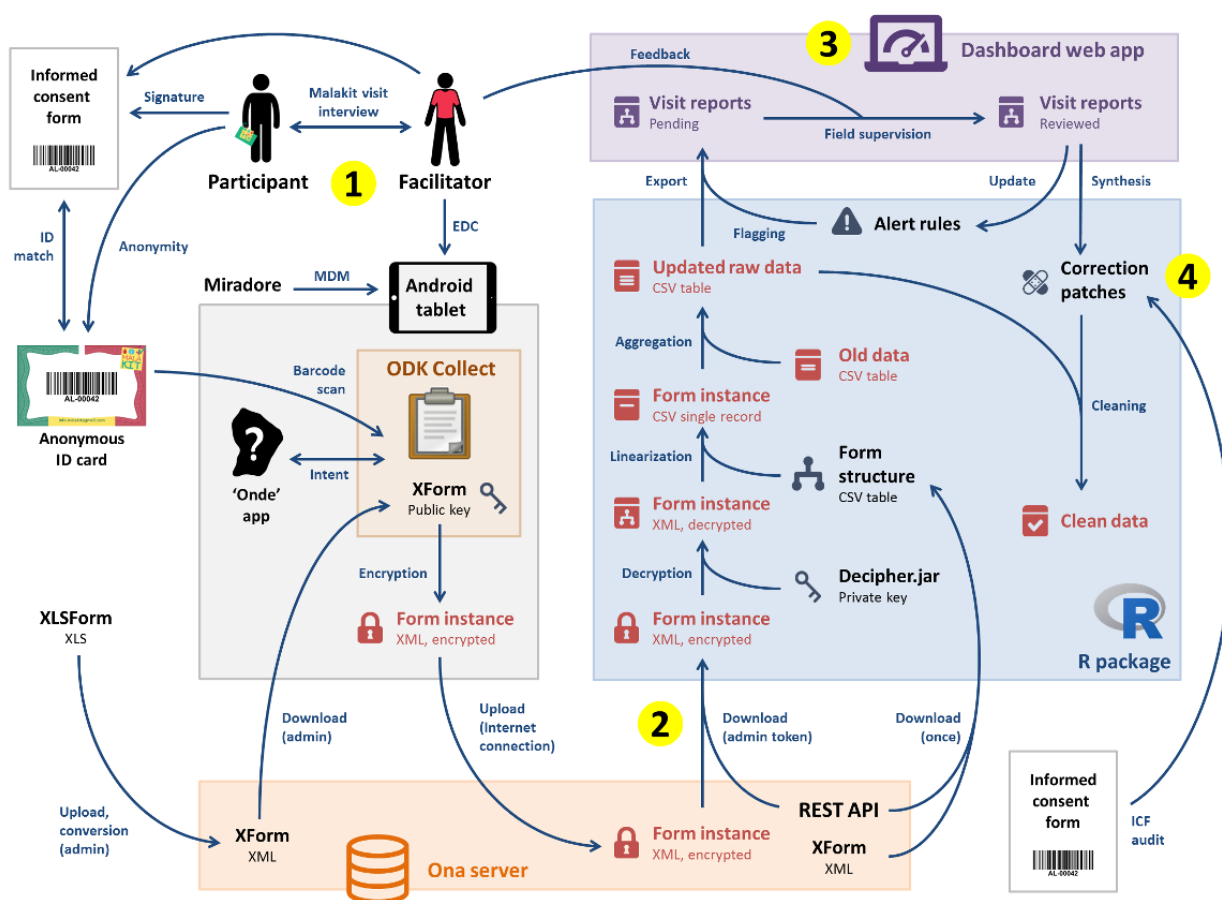 Informed
consent
form
AL-00042
Signature
Malakit visit
interview
Participant
1
Facilitator
ID
match
Anonymity
EDC
Miradore
MDM
Android
tablet
MALA
KIT
AL-00042
Anonymous
ID card
Barcode
scan
ODK Collect
?
'Onde'
app
Intent
XForm
Public key
Encryption
Form instance
XML, encrypted
XLSForm
XLS
Download
(admin)
Upload
(Internet
connection)
Upload,
conversion
(admin)
XForm
XML
Ona server
Form instance
XML, encrypted
REST API
XForm
XML
2
Download
(admin token)
Download
(once)
3
Dashboard web app
Feedback
Visit reports
Pending
Field supervision
Visit reports
Reviewed
Export
Update
Synthesis
Flagging
Alert rules
Updated raw data
CSV table
Correction
patches
4
Aggregation
Old data
CSV table
Form instance
CSV single record
Cleaning
Linearization
Form
structure
CSV table
Form instance
XML, decrypted
Clean data
Decryption
Decipher.jar
Private key
Form instance
XML, encrypted
R
R package
Informed
consent
form
AL-00042
ICF
audit